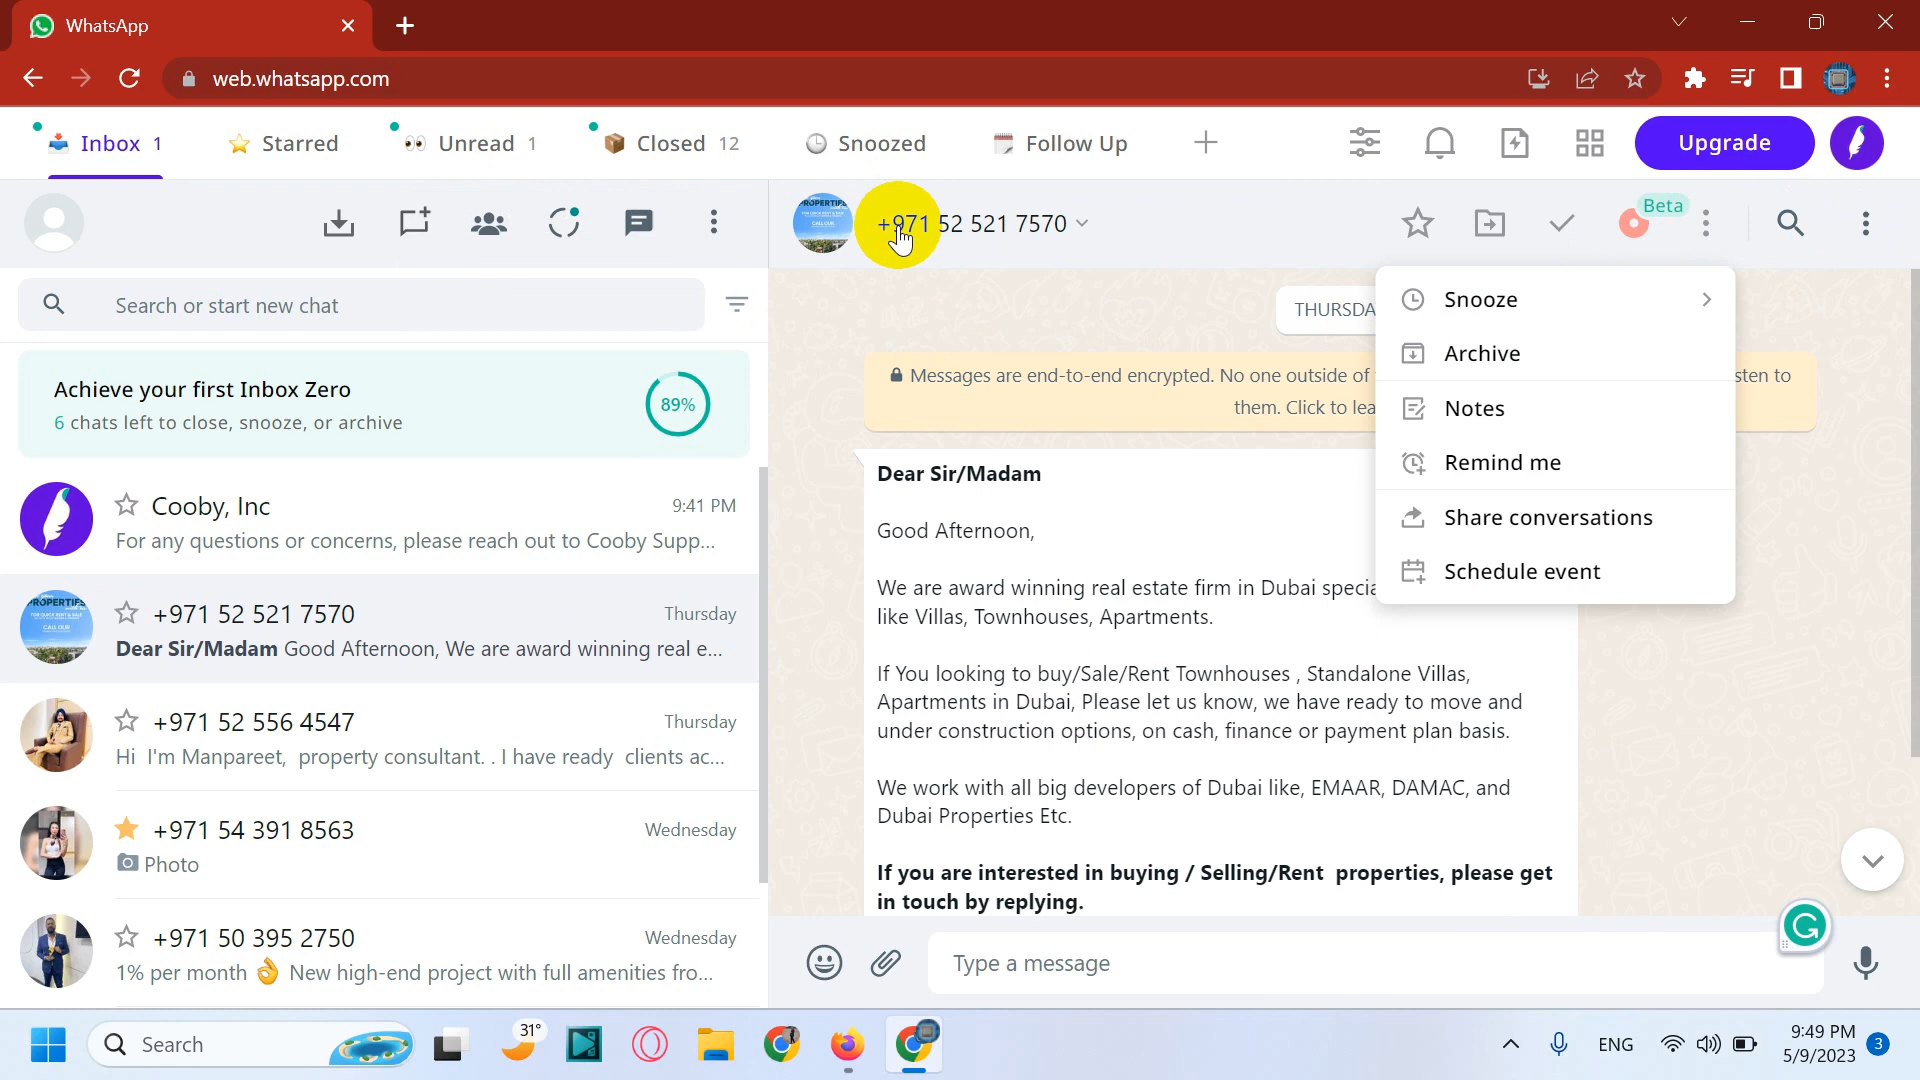 WhatsApp
web.whatsapp.com
Inbox 1
Starred
Unread 1
Closed 12
Snoozed
Follow Up
Upgrade
PROPERTIES
+971 52 521 7570
Beta
Search or start new chat
Achieve your first Inbox Zero
6 chats left to close, snooze, or archive
89%
Cooby, Inc
9:41 PM
For any questions or concerns, please reach out to Cooby Supp...
PROPERTIES
FOR QUICK RENT & SALE
CALL OUR
+971 52 521 7570
Thursday
Dear Sir/Madam Good Afternoon, We are award winning real e...
+971 52 556 4547
Thursday
Hi I'm Manpareet, property consultant. . I have ready clients ac...
+971 54 391 8563
Wednesday
Photo
+971 50 395 2750
Wednesday
1% per month 👌 New high-end project with full amenities fro...
THURSDA
Messages are end-to-end encrypted. No one outside of
sten to
them. Click to lea
Snooze
Archive
Notes
Remind me
Share conversations
Schedule event
Dear Sir/Madam
Good Afternoon,
We are award winning real estate firm in Dubai specia
like Villas, Townhouses, Apartments.
If You looking to buy/Sale/Rent Townhouses , Standalone Villas,
Apartments in Dubai, Please let us know, we have ready to move and
under construction options, on cash, finance or payment plan basis.
We work with all big developers of Dubai like, EMAAR, DAMAC, and
Dubai Properties Etc.
If you are interested in buying / Selling/Rent properties, please get
in touch by replying.
Type a message
Search
31°
ENG
9:49 PM
5/9/2023
3